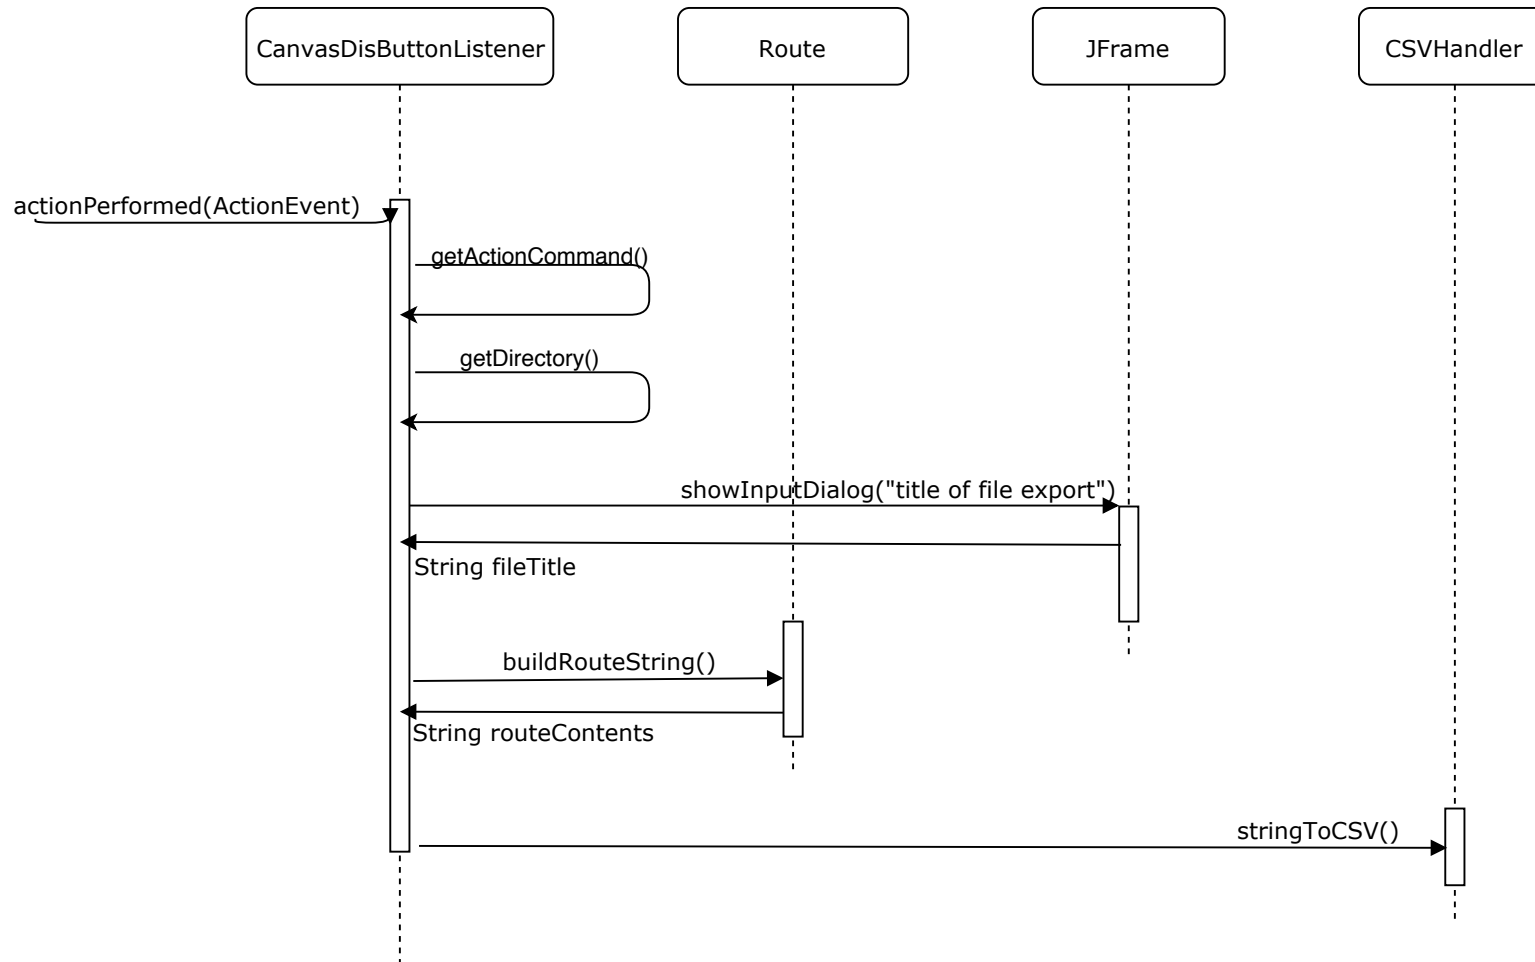 CanvasDisButtonListener
Route
JFrame
CSVHandler
actionPerformed(ActionEvent)
getActionCommand()
getDirectory()
showInputDialog("title of file export")
String fileTitle
buildRouteString()
String routeContents
stringToCSV()